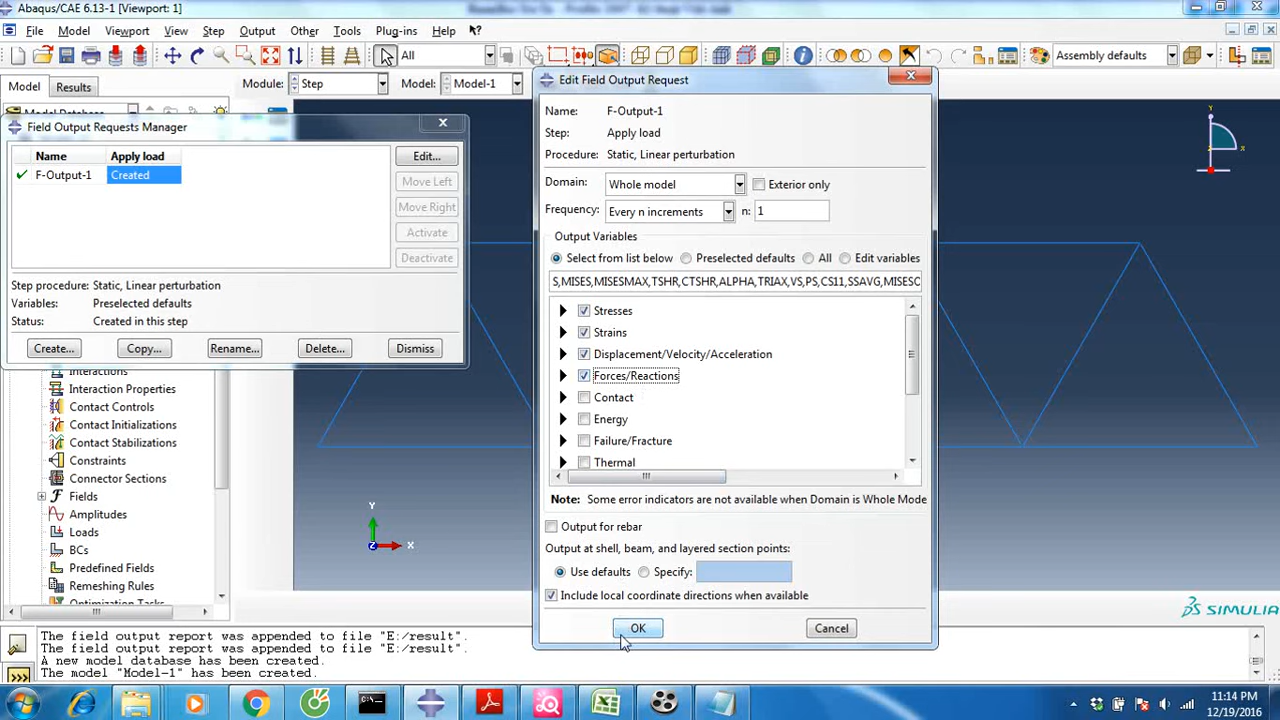 Abaqus/CAE 6.13-1 [Viewport: 1]
File Model Viewport View Step Output Other Tools Plug-ins Help
All
Assembly defaults
Model Results
Module: Step Model: Model-1
Field Output Requests Manager
Name Apply load
F-Output-1 Created
Edit...
Move Left
Move Right
Activate
Deactivate
Step procedure: Static, Linear perturbation
Variables: Preselected defaults
Status: Created in this step
Create... Copy... Rename... Delete... Dismiss
Interactions
Interaction Properties
Contact Controls
Contact Initializations
Contact Stabilizations
Constraints
Connector Sections
Fields
Amplitudes
Loads
BCs
Predefined Fields
Remeshing Rules
Optimization Tasks
Edit Field Output Request
Name: F-Output-1
Step: Apply load
Procedure: Static, Linear perturbation
Domain: Whole model Exterior only
Frequency: Every n increments n: 1
Output Variables
Select from list below Preselected defaults All Edit variables
S,MISES,MISESMAX,TSHR,CTSHR,ALPHA,TRIAX,VS,PS,CS11,SSAVG,MISESC
Stresses
Strains
Displacement/Velocity/Acceleration
Forces/Reactions
Contact
Energy
Failure/Fracture
Thermal
Note: Some error indicators are not available when Domain is Whole Mode
Output for rebar
Output at shell, beam, and layered section points:
Use defaults Specify:
Include local coordinate directions when available
OK Cancel
Y
X
Z
Y
X
SIMULIA
The field output report was appended to file "E:/result".
The field output report was appended to file "E:/result".
A new model database has been created.
The model "Model-1" has been created.
11:14 PM
12/19/2016